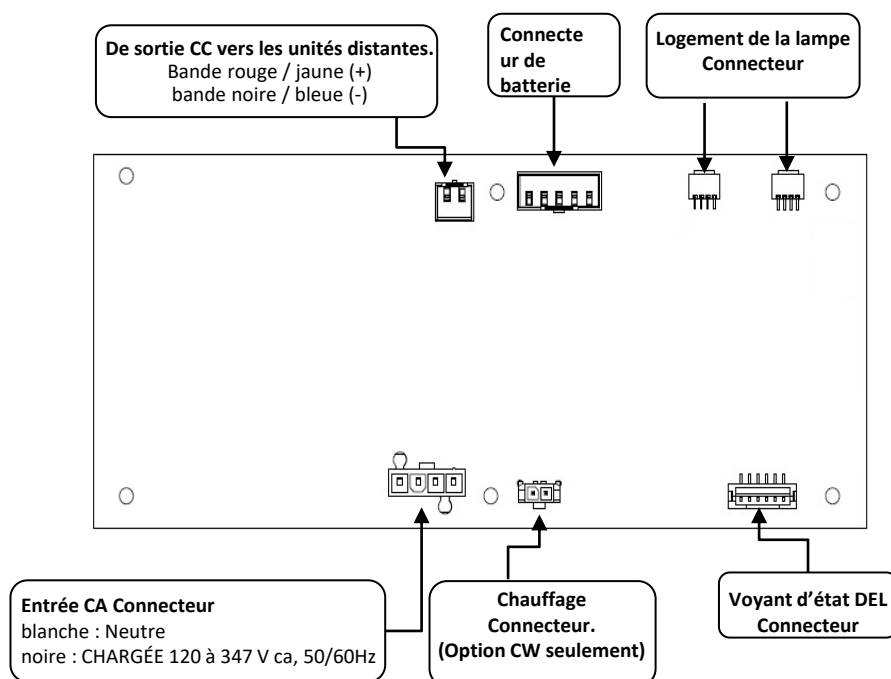 De sortie CC vers les unités distantes.
Bande rouge / jaune (+)
bande noire / bleue (-)
Connecte
ur de
batterie
Logement de la lampe
Connecteur
Entrée CA Connecteur
blanche : Neutre
noire : CHARGÉE 120 à 347 V ca, 50/60Hz
Chauffage
Connecteur.
(Option CW seulement)
Voyant d’état DEL
Connecteur